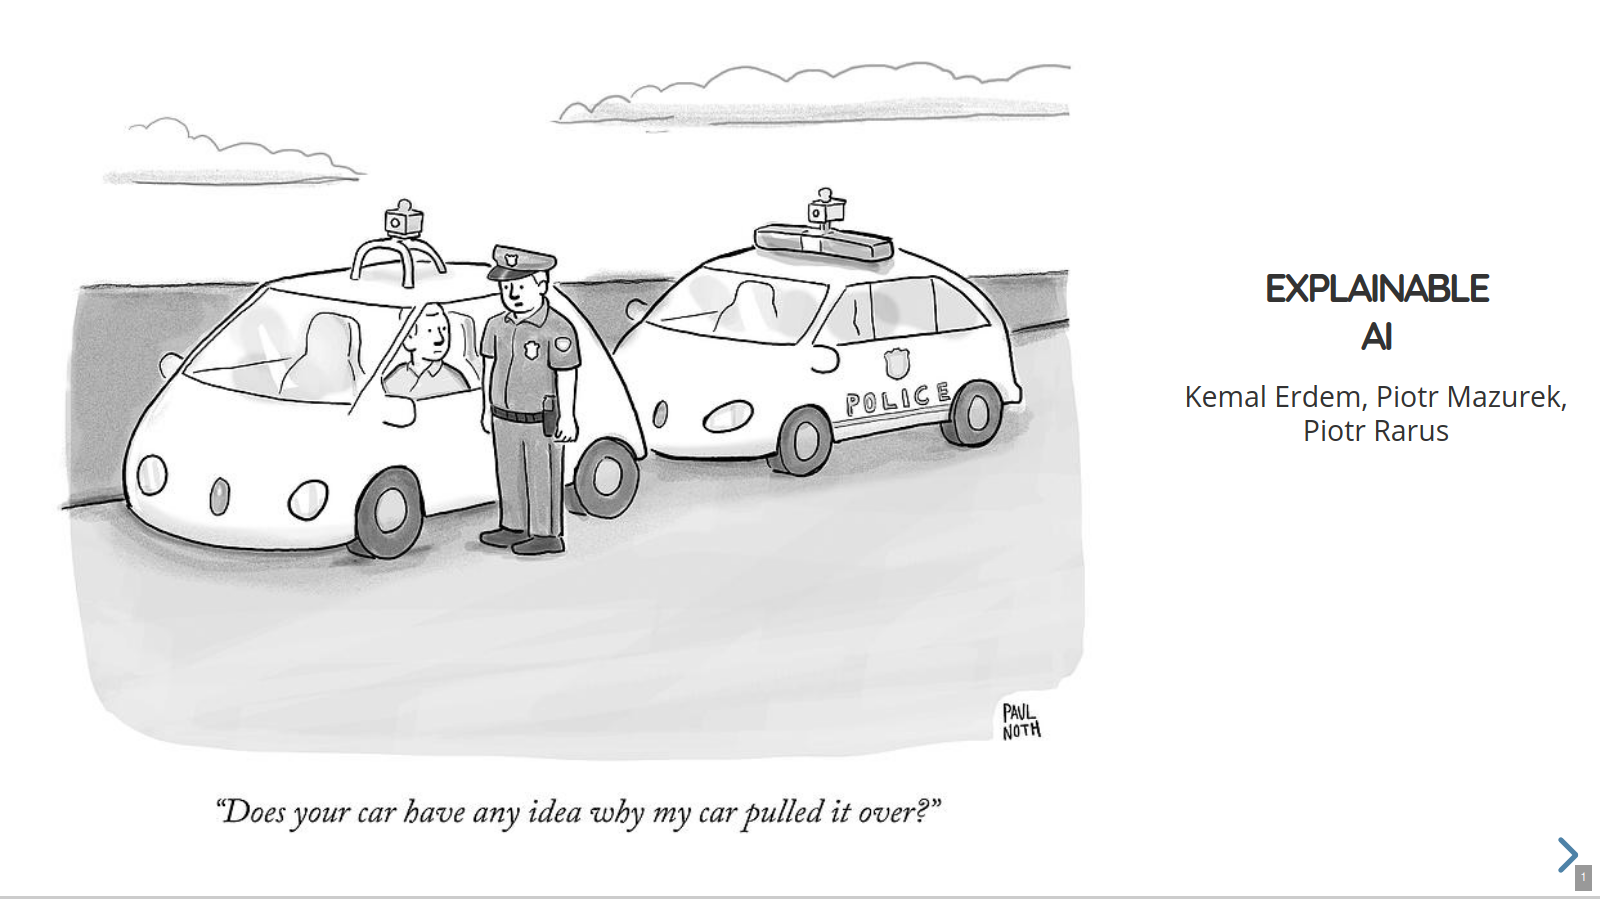 POLICE
PAUL
NOTH
“Does your car have any idea why my car pulled it over?”
EXPLAINABLE
AI
Kemal Erdem, Piotr Mazurek,
Piotr Rarus
1